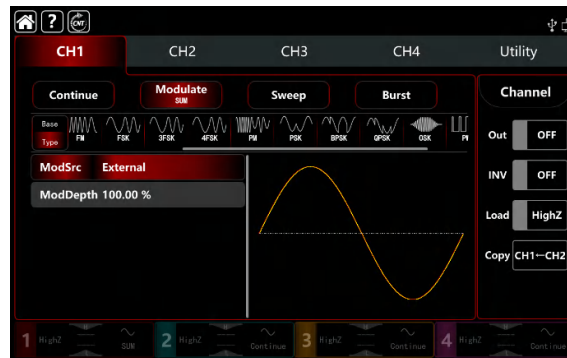 ? CNT
CH1 CH2 CH3 CH4 Utility
Continue Modulate Sweep Burst Channel
SUM
Base
Type FM FSK 3FSK 4FSK PM PSK BPSK QPSK OSK
Out OFF
ModSrc External
INV OFF
ModDepth 100.00 %
Load HighZ
Copy CH1←CH2
1 HighZ SUM 2 HighZ Continue 3 HighZ Continue 4 HighZ Continue